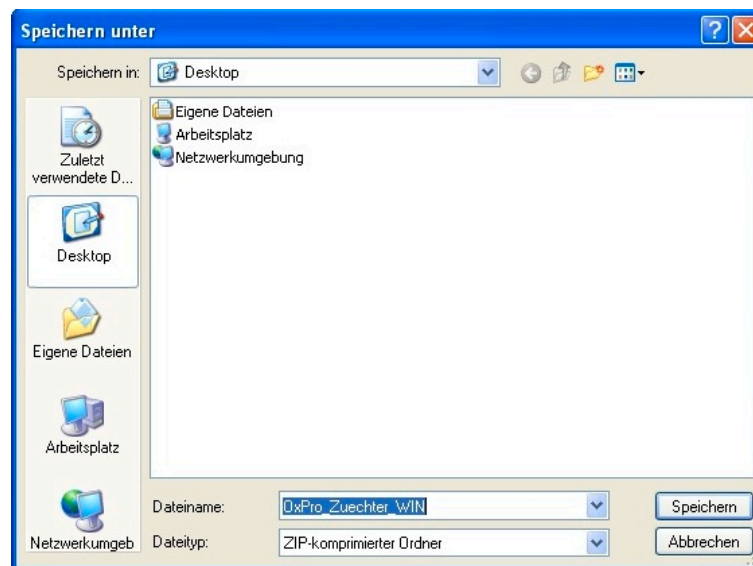 Speichern unter
Speichern in:
Desktop
Zuletzt
verwendete D...
Desktop
Eigene Dateien
Arbeitsplatz
Netzwerkumgeb
Eigene Dateien
Arbeitsplatz
Netzwerkumgebung
Dateiname:
OxPro_Zuechter_WIN
Speichern
Dateityp:
ZIP-komprimierter Ordner
Abbrechen